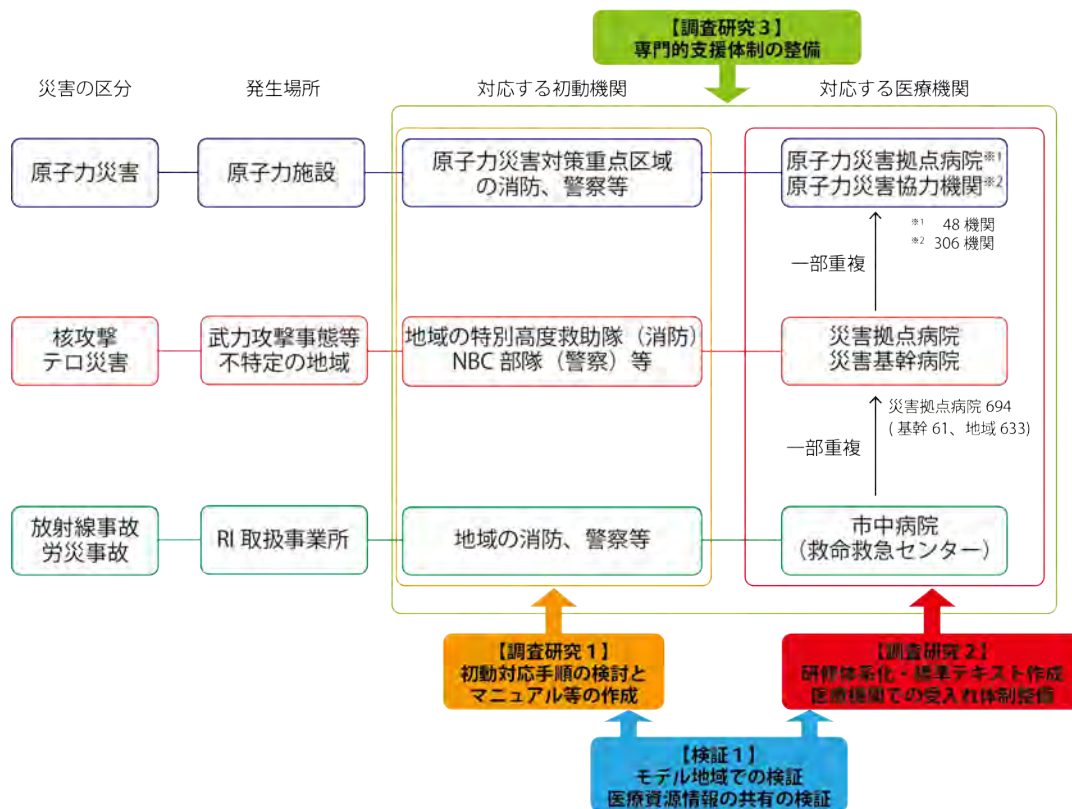 【調査研究3】
専門的支援体制の整備
災害の区分
発生場所
対応する初動機関
対応する医療機関
原子力災害
原子力施設
原子力災害対策重点区域
の消防、警察等
原子力災害拠点病院※1
原子力災害協力機関※2
※1 48 機関
※2 306 機関
一部重複
核攻撃
テロ災害
武力攻撃事態等
不特定の地域
地域の特別高度救助隊（消防）
NBC 部隊（警察）等
災害拠点病院
災害基幹病院
災害拠点病院 694
( 基幹 61、地域 633)
一部重複
放射線事故
労災事故
RI 取扱事業所
地域の消防、警察等
市中病院
（救命救急センター）
【調査研究1】
初動対応手順の検討と
マニュアル等の作成
【調査研究2】
研修体系化・標準テキスト作成
医療機関での受入れ体制整備
【検証1】
モデル地域での検証
医療資源情報の共有の検証